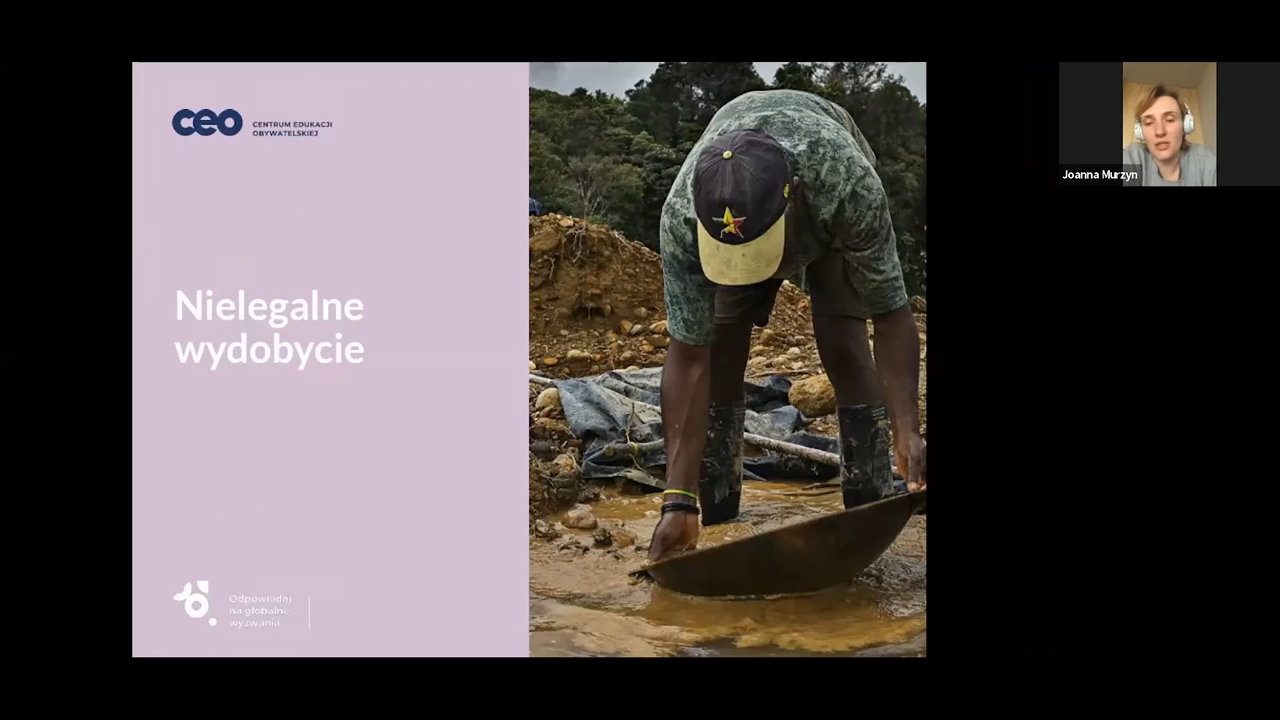 ceo
CENTRUM EDUKACJI
OBYWATELSKIEJ
Nielegalne
wydobycie
Odpowiadaj
na globalne
wyzwania
Joanna Murzyn